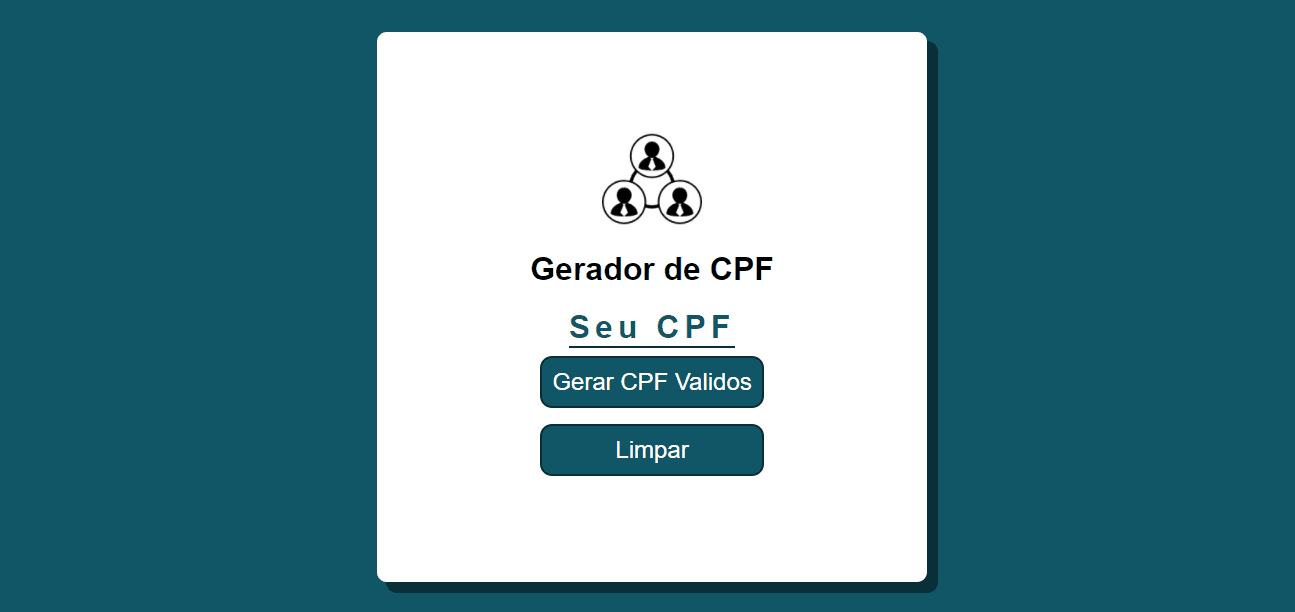 Gerador de CPF
Seu CPF
Gerar CPF Validos
Limpar